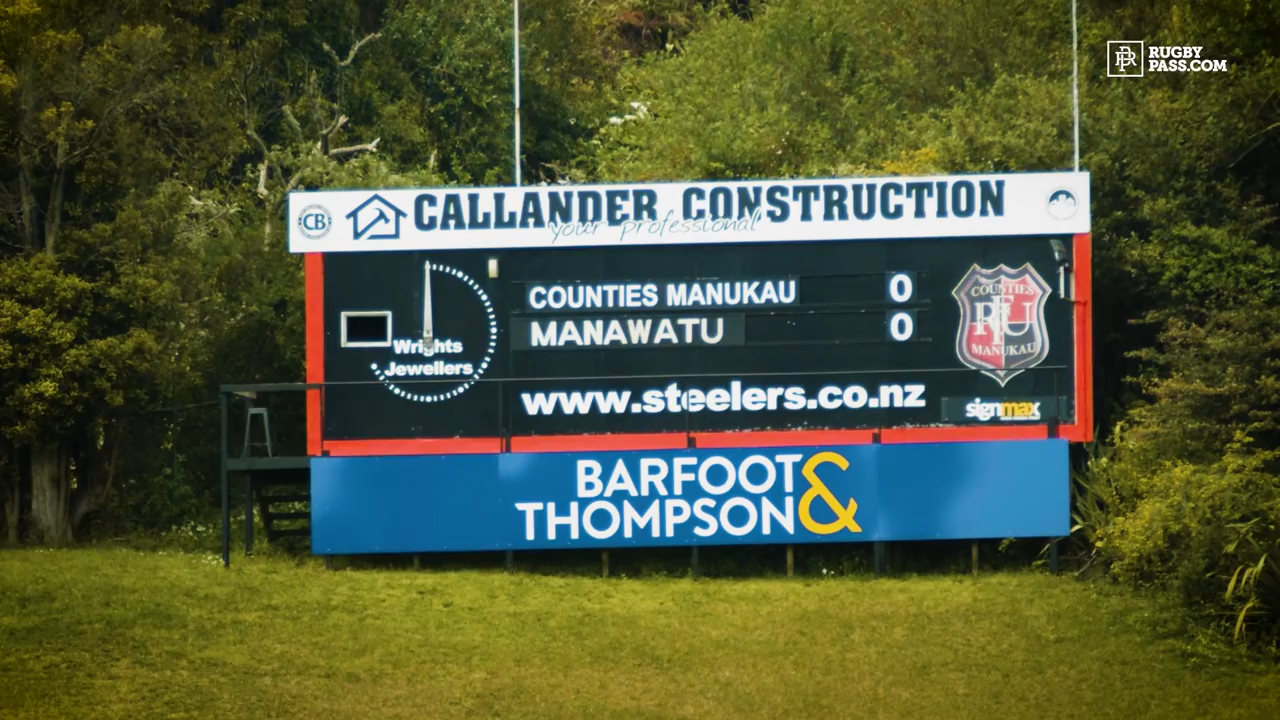 RUGBY
PASS.COM
CB
CALLANDER CONSTRUCTION
your professional
COUNTIES MANUKAU 0
MANAWATU 0
Wrights
Jewellers
COUNTIES
RFU
MANUKAU
www.steelers.co.nz
signmax
BARFOOT &
THOMPSON